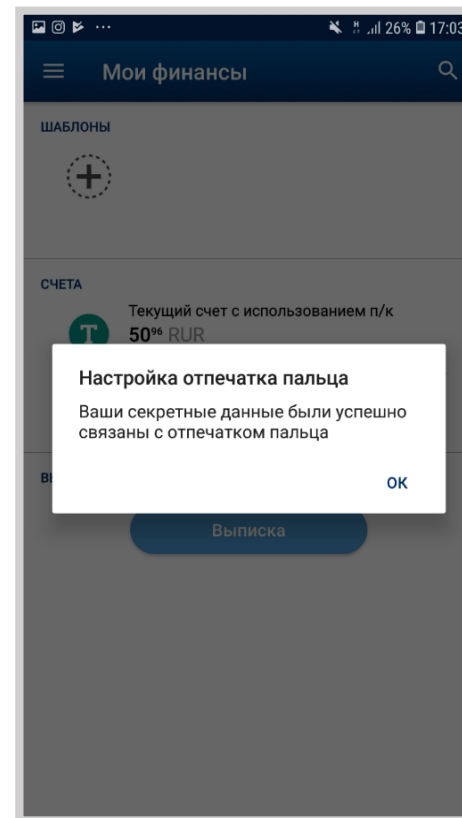 26% 17:03
Мои финансы
ШАБЛОНЫ
СЧЕТА
Текущий счет с использованием п/к
Т
50⁹⁶ RUR
Настройка отпечатка пальца
Ваши секретные данные были успешно
связаны с отпечатком пальца
ОК
Выписка